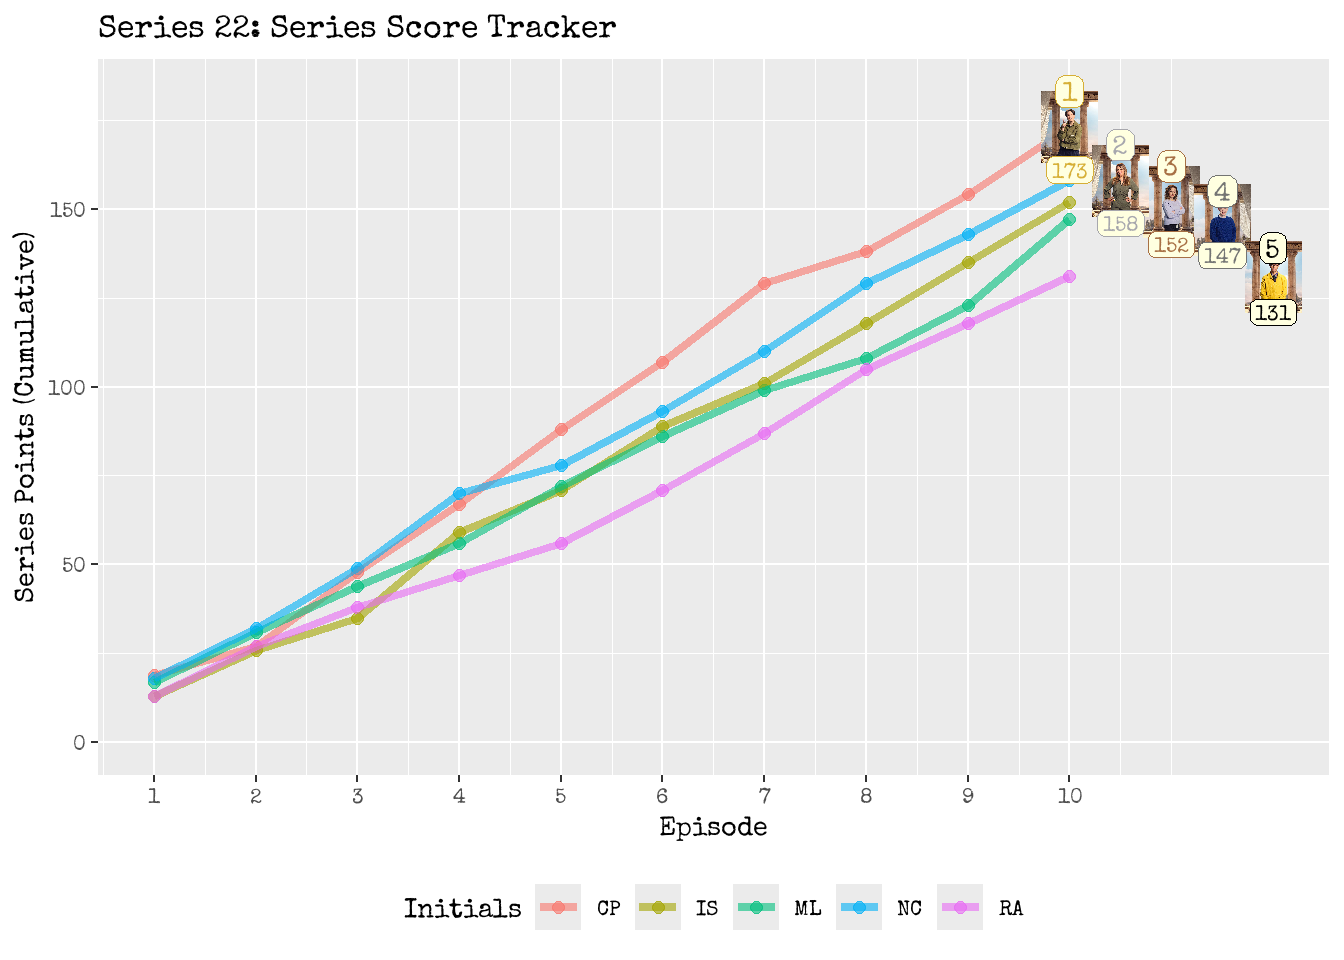 Series 22: Series Score Tracker
Series Points (Cumulative)
150
100
50
0
1
173
2
158
3
152
4
147
5
131
1 2 3 4 5 6 7 8 9 10
Episode
Initials CP IS ML NC RA